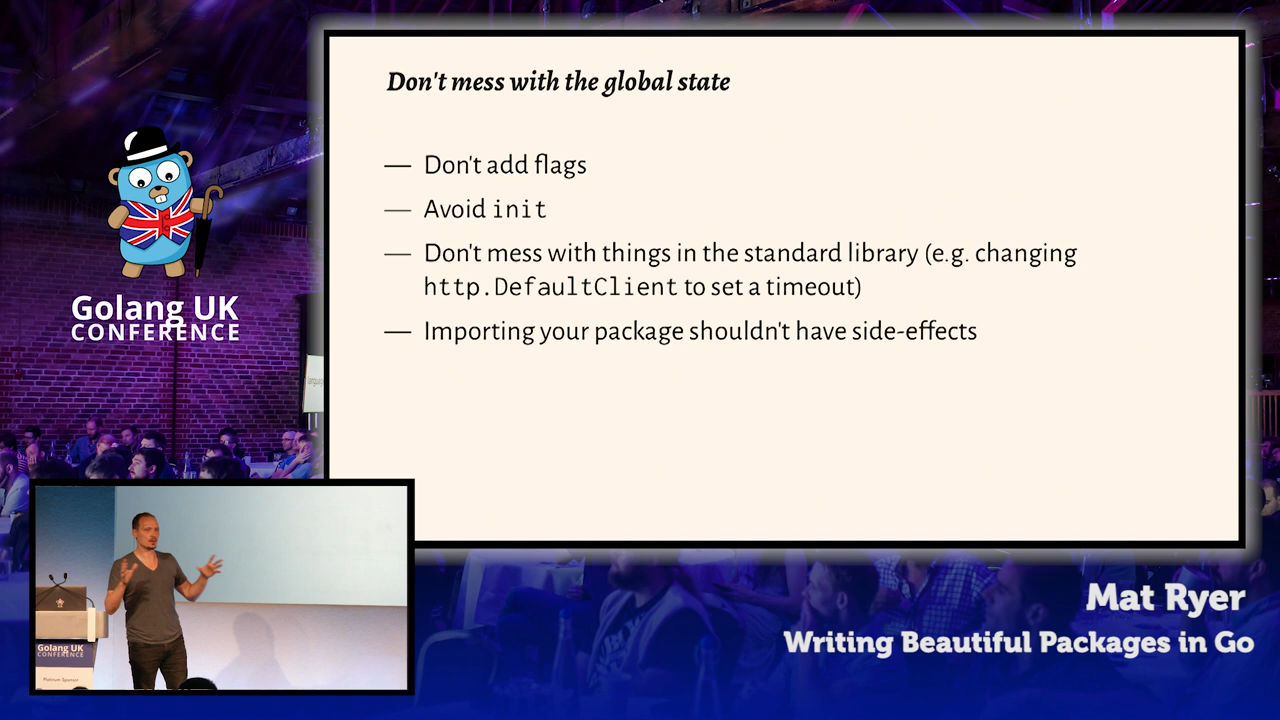 Don't mess with the global state
— Don't add flags
— Avoid init
— Don't mess with things in the standard library (e.g. changing
http.DefaultClient to set a timeout)
— Importing your package shouldn't have side-effects
Golang UK
CONFERENCE
Golang UK
CONFERENCE
Platinum Sponsor
Mat Ryer
Writing Beautiful Packages in Go